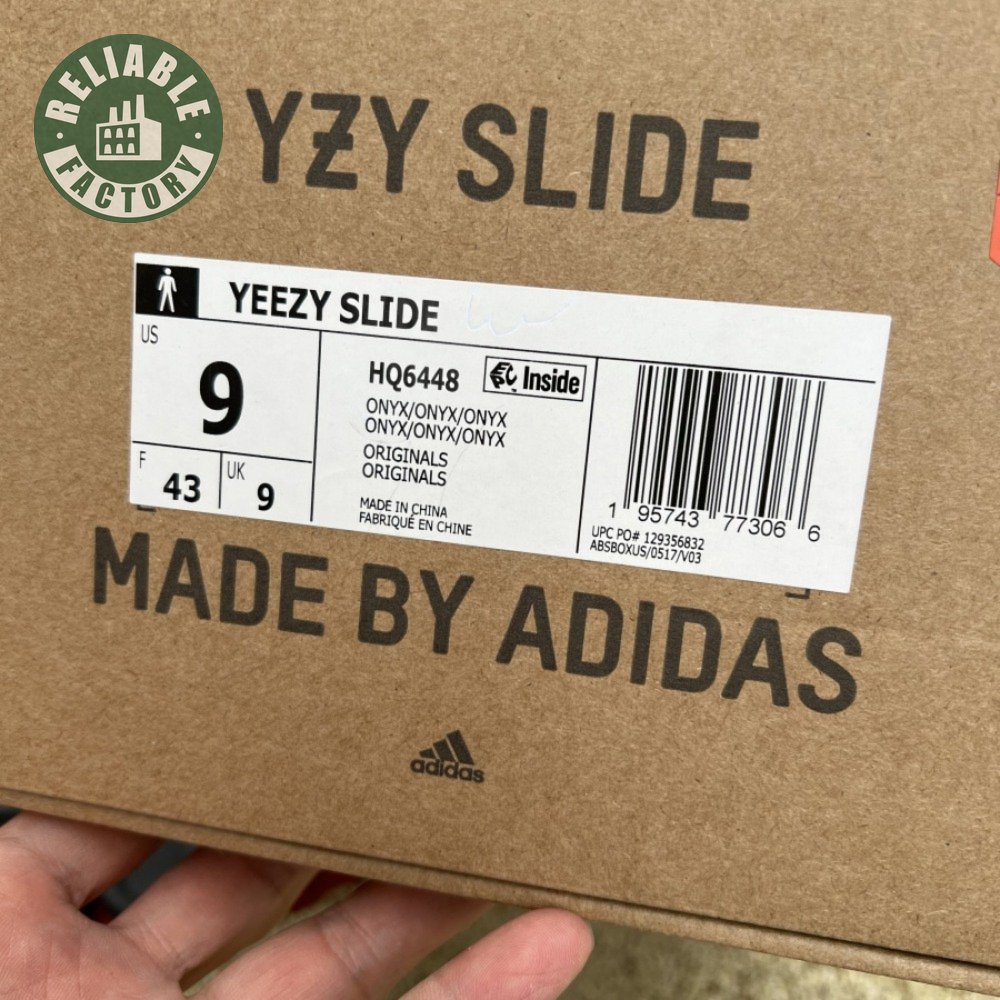 RELIABLE
FACTORY
YZY SLIDE
YEEZY SLIDE
US
9
F
43
UK
9
HQ6448
Inside
ONYX/ONYX/ONYX
ONYX/ONYX/ONYX
ORIGINALS
ORIGINALS
MADE IN CHINA
FABRIQUÉ EN CHINE
1 95743 77306 6
UPC PO# 129356832
ABSBOXUS/0517/V03
MADE BY ADIDAS
adidas